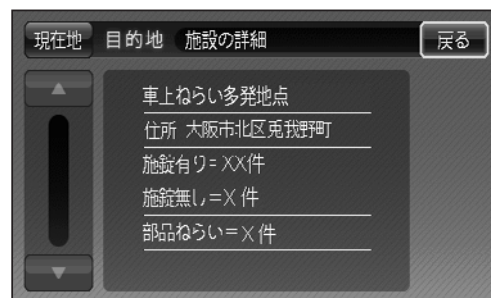 現在地 目的地 施設の詳細 戻る
車上ねらい多発地点
住所 大阪市北区兎我野町
施錠有り=XX件
施錠無し=X件
部品ねらい=X件